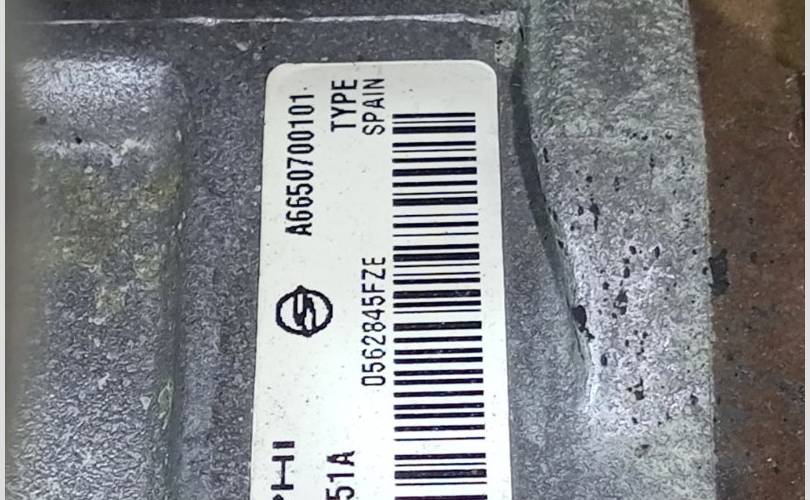 PHI A6650700101
51A TYPE
SPAIN
0562845FZE